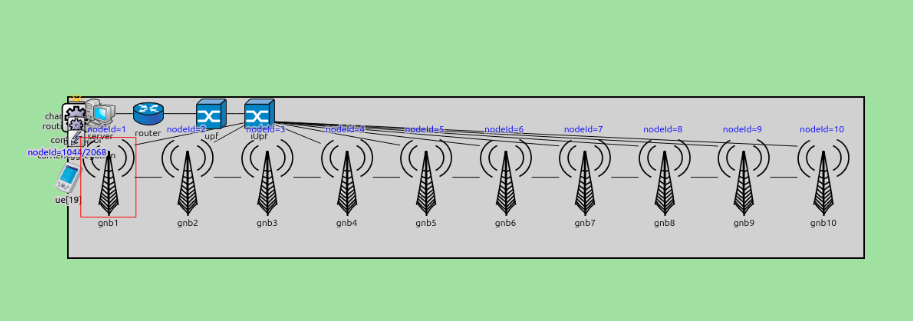 server
router
upf
iUpf
nodeId=1
nodeId=2
nodeId=3
nodeId=4
nodeId=5
nodeId=6
nodeId=7
nodeId=8
nodeId=9
nodeId=10
nodeId=1044/2068
ue[19]
gnb1
gnb2
gnb3
gnb4
gnb5
gnb6
gnb7
gnb8
gnb9
gnb10